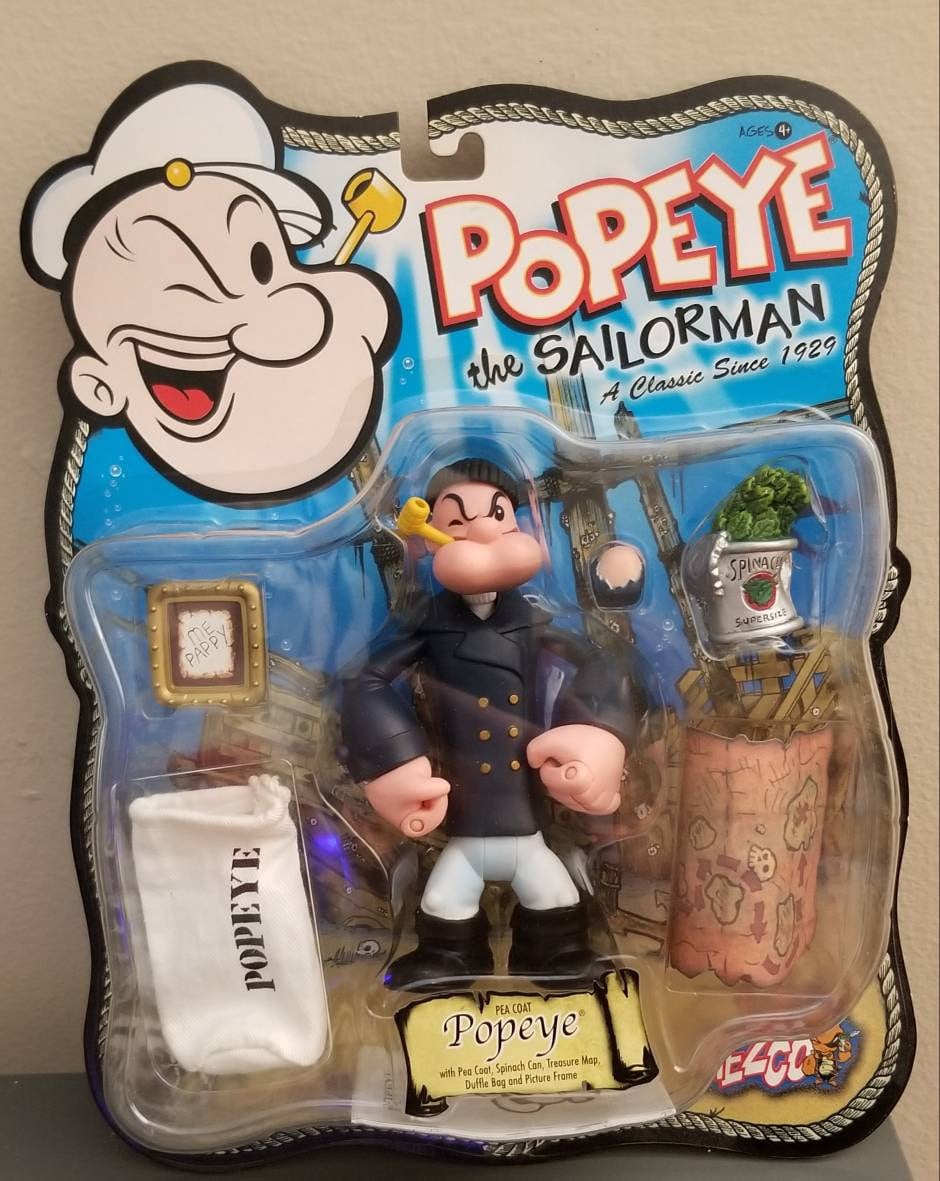 AGES 4+
POPEYE
the SAILORMAN
A Classic Since 1929
ME
PAPPY
SPINACH
SUPERSIZE
POPEYE
PEA COAT
Popeye®
with Pea Coat, Spinach Can, Treasure Map,
Duffle Bag and Picture Frame